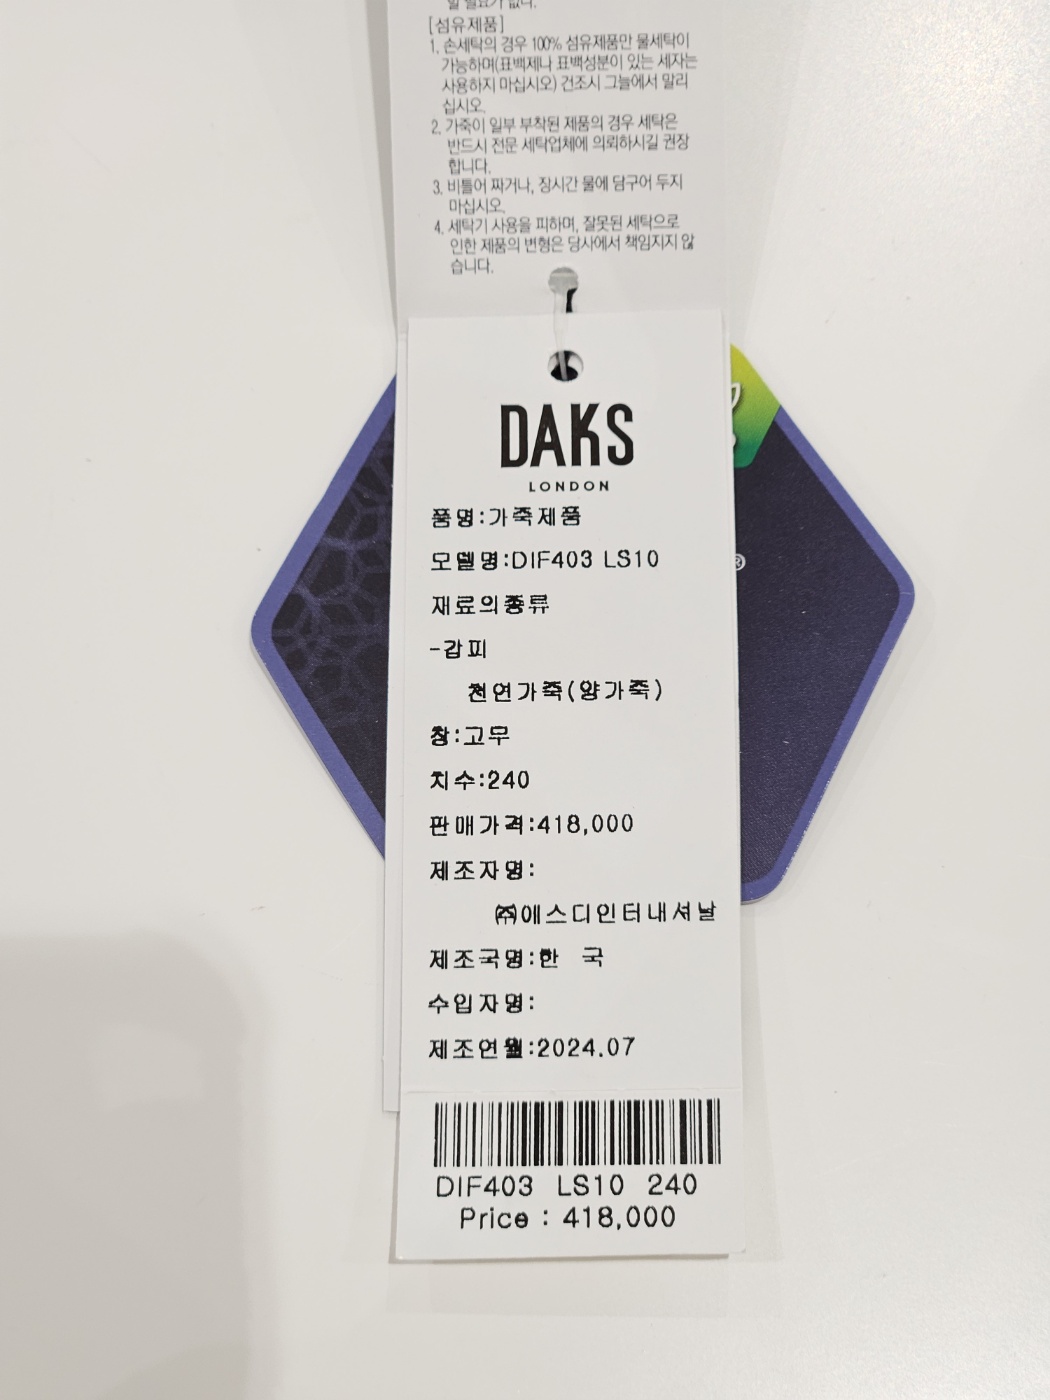 할 필요가 없다.
[섬유제품]
1. 손세탁의 경우 100% 섬유제품만 물세탁이
가능하며(표백제나 표백성분이 있는 세자는
사용하지 마십시오) 건조시 그늘에서 말리
십시오.
2. 가죽이 일부 부착된 제품의 경우 세탁은
반드시 전문 세탁업체에 의뢰하시길 권장
합니다.
3. 비틀어 짜거나, 장시간 물에 담구어 두지
마십시오.
4. 세탁기 사용을 피하며, 잘못된 세탁으로
인한 제품의 변형은 당사에서 책임지지 않
습니다.
DAKS
LONDON
품명:가죽제품
모델명:DIF403 LS10
®
재료의종류
-갑피
천연가죽(양가죽)
창:고무
치수:240
판매가격:418,000
제조자명:
㈜에스디인터내셔날
제조국명:한 국
수입자명:
제조연월:2024.07
DIF403 LS10 240
Price : 418,000